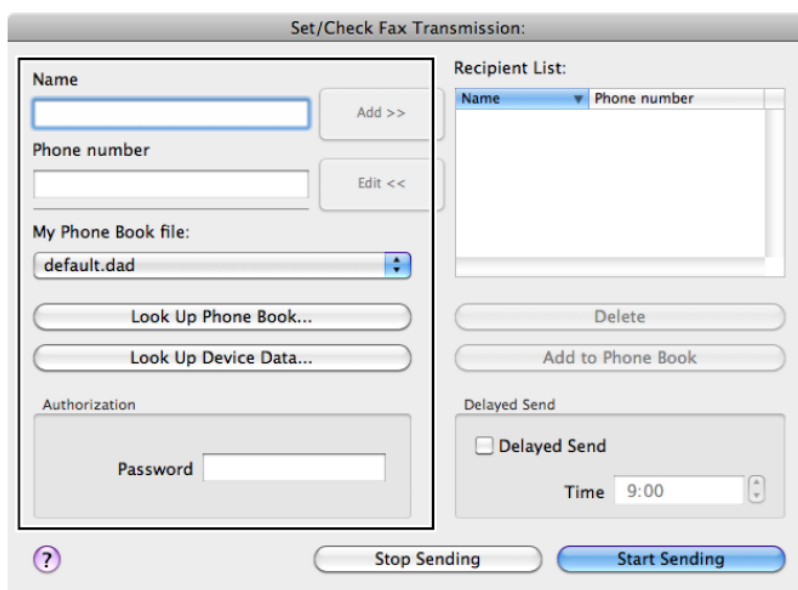 Set/Check Fax Transmission:
Name
Add >>
Phone number
Edit <<
My Phone Book file:
default.dad
Look Up Phone Book...
Look Up Device Data...
Authorization
Password
Recipient List:
Name Phone number
Delete
Add to Phone Book
Delayed Send
Delayed Send
Time 9:00
?
Stop Sending
Start Sending